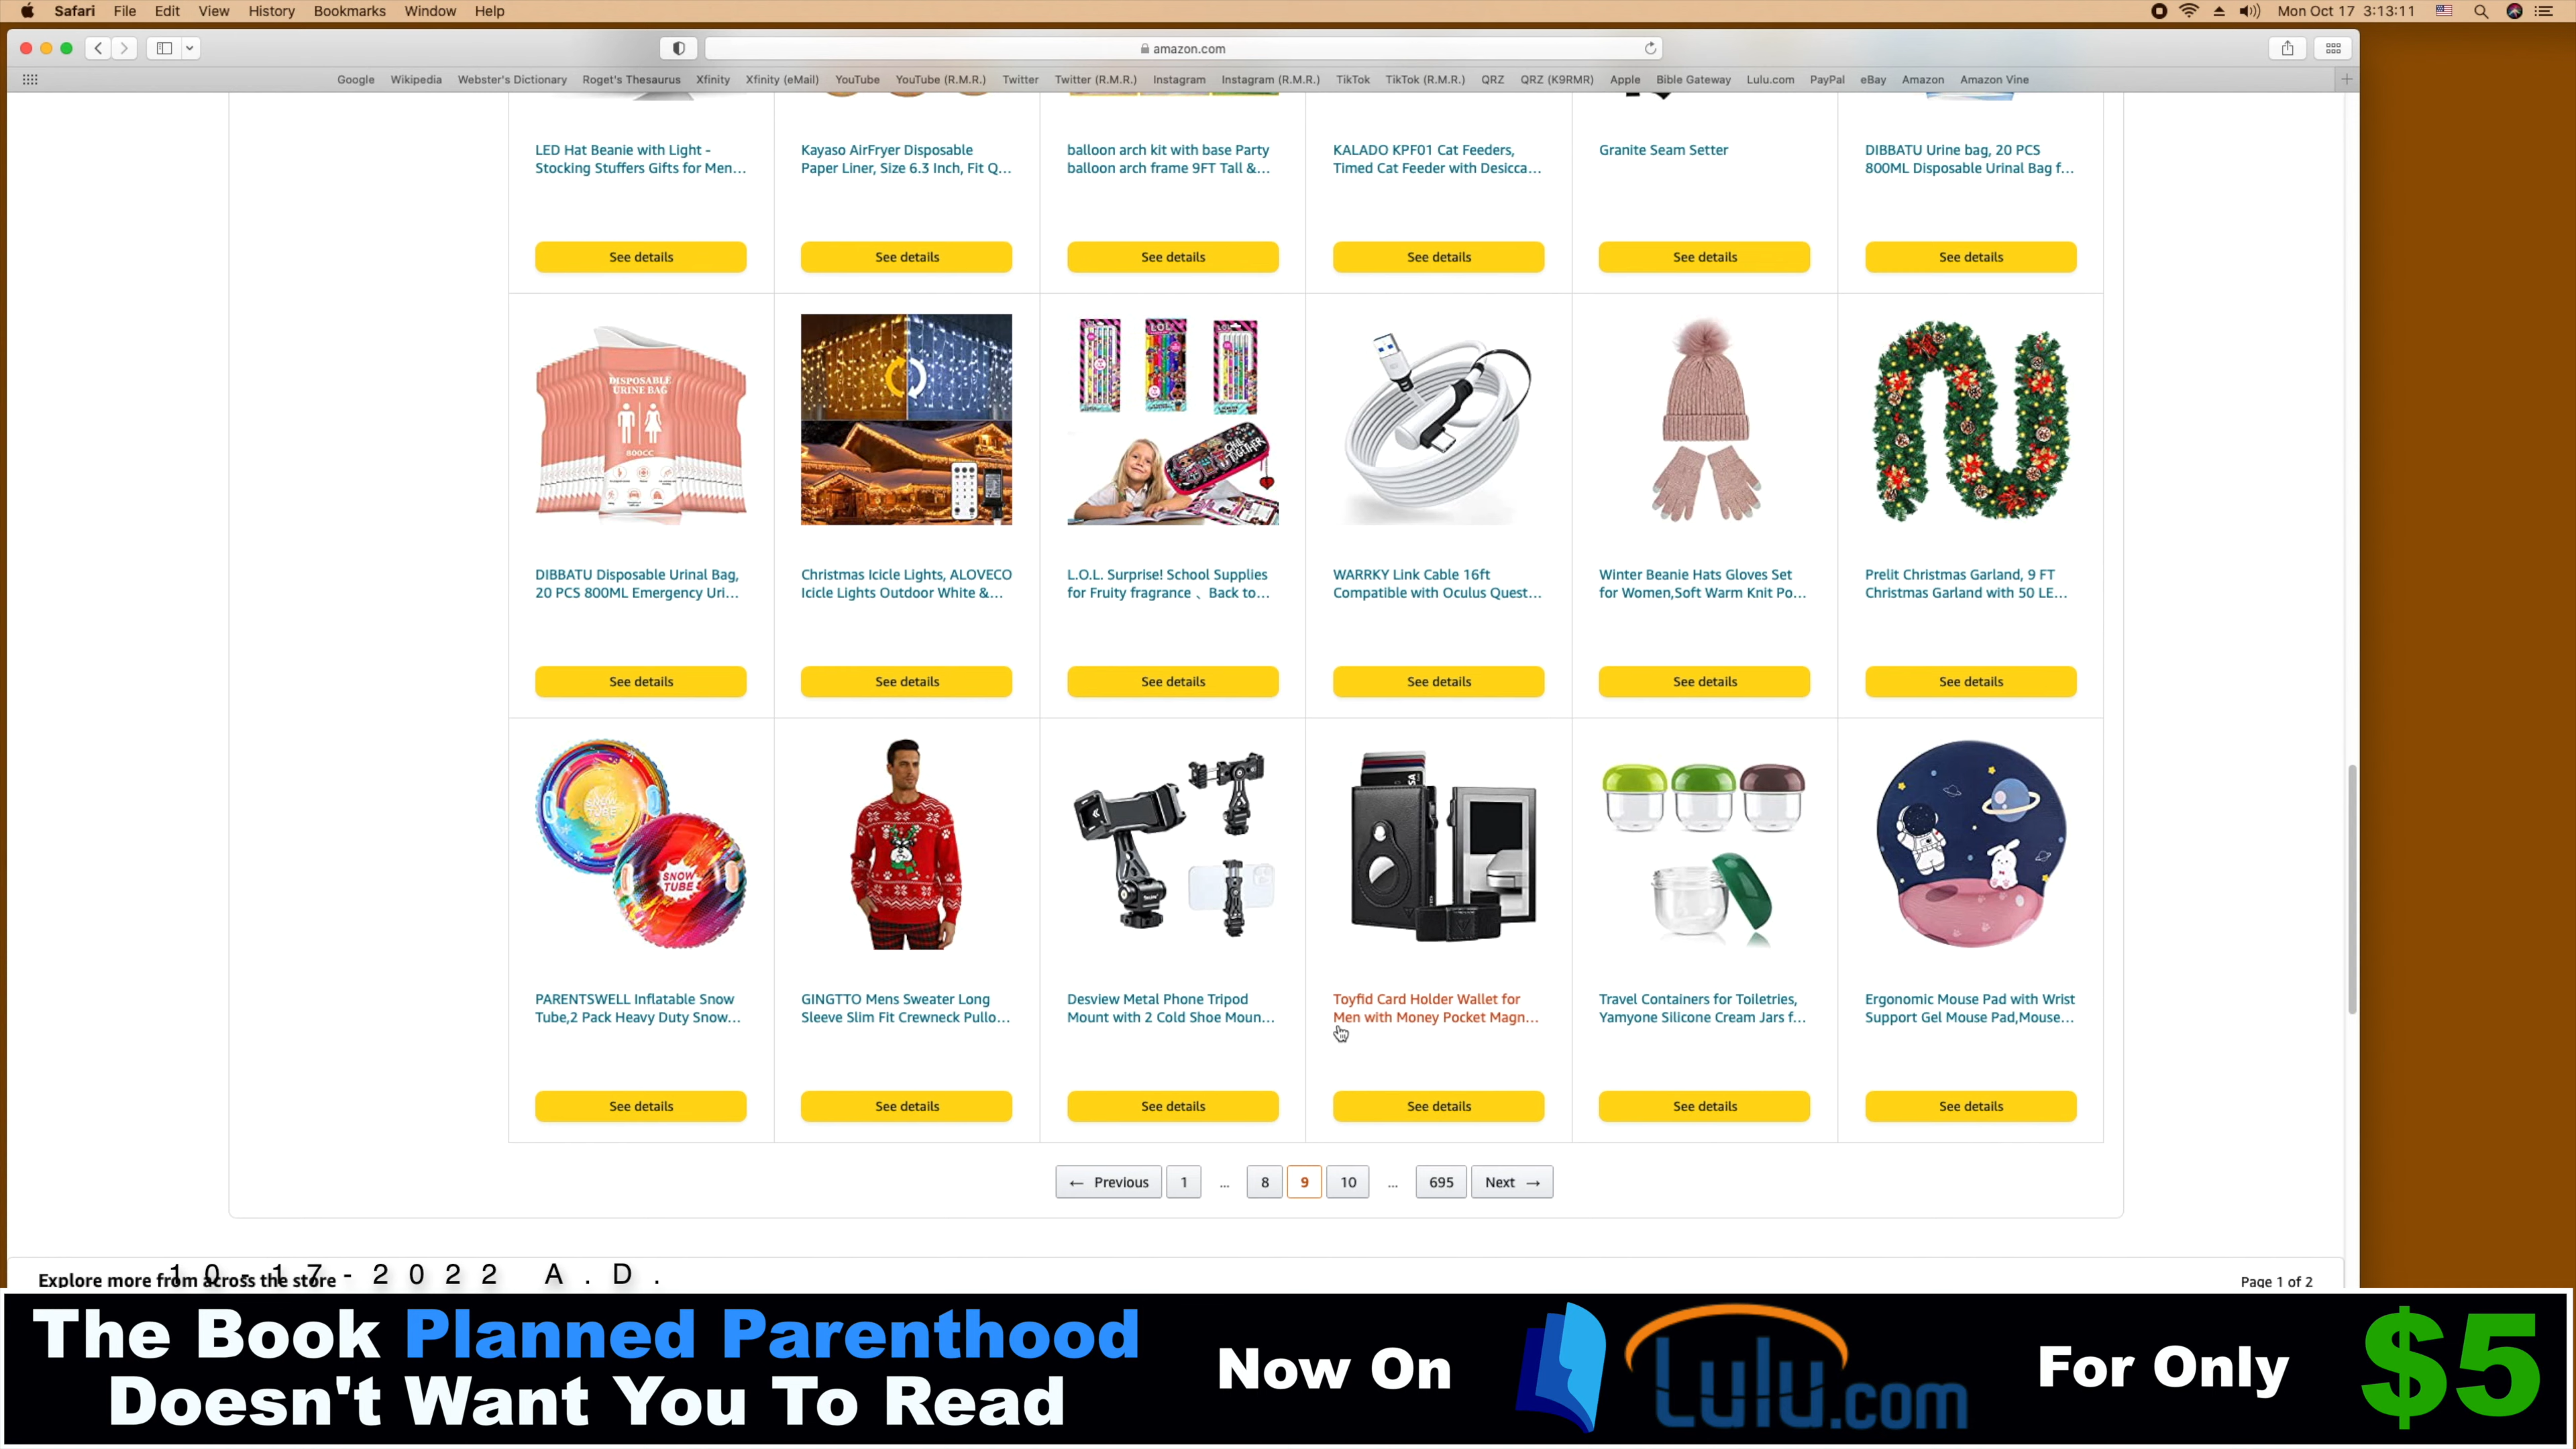 Safari File Edit View History Bookmarks Window Help
Mon Oct 17 3:13:11
amazon.com
Google Wikipedia Webster's Dictionary Roget's Thesaurus Xfinity Xfinity (eMail) YouTube YouTube (R.M.R.) Twitter Twitter (R.M.R.) Instagram Instagram (R.M.R.) TikTok TikTok (R.M.R.) QRZ QRZ (K9RMR) Apple Bible Gateway Lulu.com PayPal eBay Amazon Amazon Vine
LED Hat Beanie with Light -
Stocking Stuffers Gifts for Men...
Kayaso AirFryer Disposable
Paper Liner, Size 6.3 Inch, Fit Q...
balloon arch kit with base Party
balloon arch frame 9FT Tall &...
KALADO KPF01 Cat Feeders,
Timed Cat Feeder with Desicca...
Granite Seam Setter
DIBBATU Urine bag, 20 PCS
800ML Disposable Urinal Bag f...
See details See details See details See details See details See details
DISPOSABLE
URINE BAG
800CC
LOL
CHILL
TOGETHER
DIBBATU Disposable Urinal Bag,
20 PCS 800ML Emergency Uri...
Christmas Icicle Lights, ALOVECO
Icicle Lights Outdoor White &...
L.O.L. Surprise! School Supplies
for Fruity fragrance 、Back to...
WARRKY Link Cable 16ft
Compatible with Oculus Quest...
Winter Beanie Hats Gloves Set
for Women,Soft Warm Knit Po...
Prelit Christmas Garland, 9 FT
Christmas Garland with 50 LE...
See details See details See details See details See details See details
SNOW
TUBE
SNOW
TUBE
PARENTSWELL Inflatable Snow
Tube,2 Pack Heavy Duty Snow...
GINGTTO Mens Sweater Long
Sleeve Slim Fit Crewneck Pullo...
Desview Metal Phone Tripod
Mount with 2 Cold Shoe Moun...
Toyfid Card Holder Wallet for
Men with Money Pocket Magn...
Travel Containers for Toiletries,
Yamyone Silicone Cream Jars f...
Ergonomic Mouse Pad with Wrist
Support Gel Mouse Pad,Mouse...
See details See details See details See details See details See details
← Previous 1 ... 8 9 10 ... 695 Next →
Explore more from across the store
10-17-2022 A.D.
Page 1 of 2
The Book Planned Parenthood
Doesn't Want You To Read
Now On
Lulu.com
For Only
$5